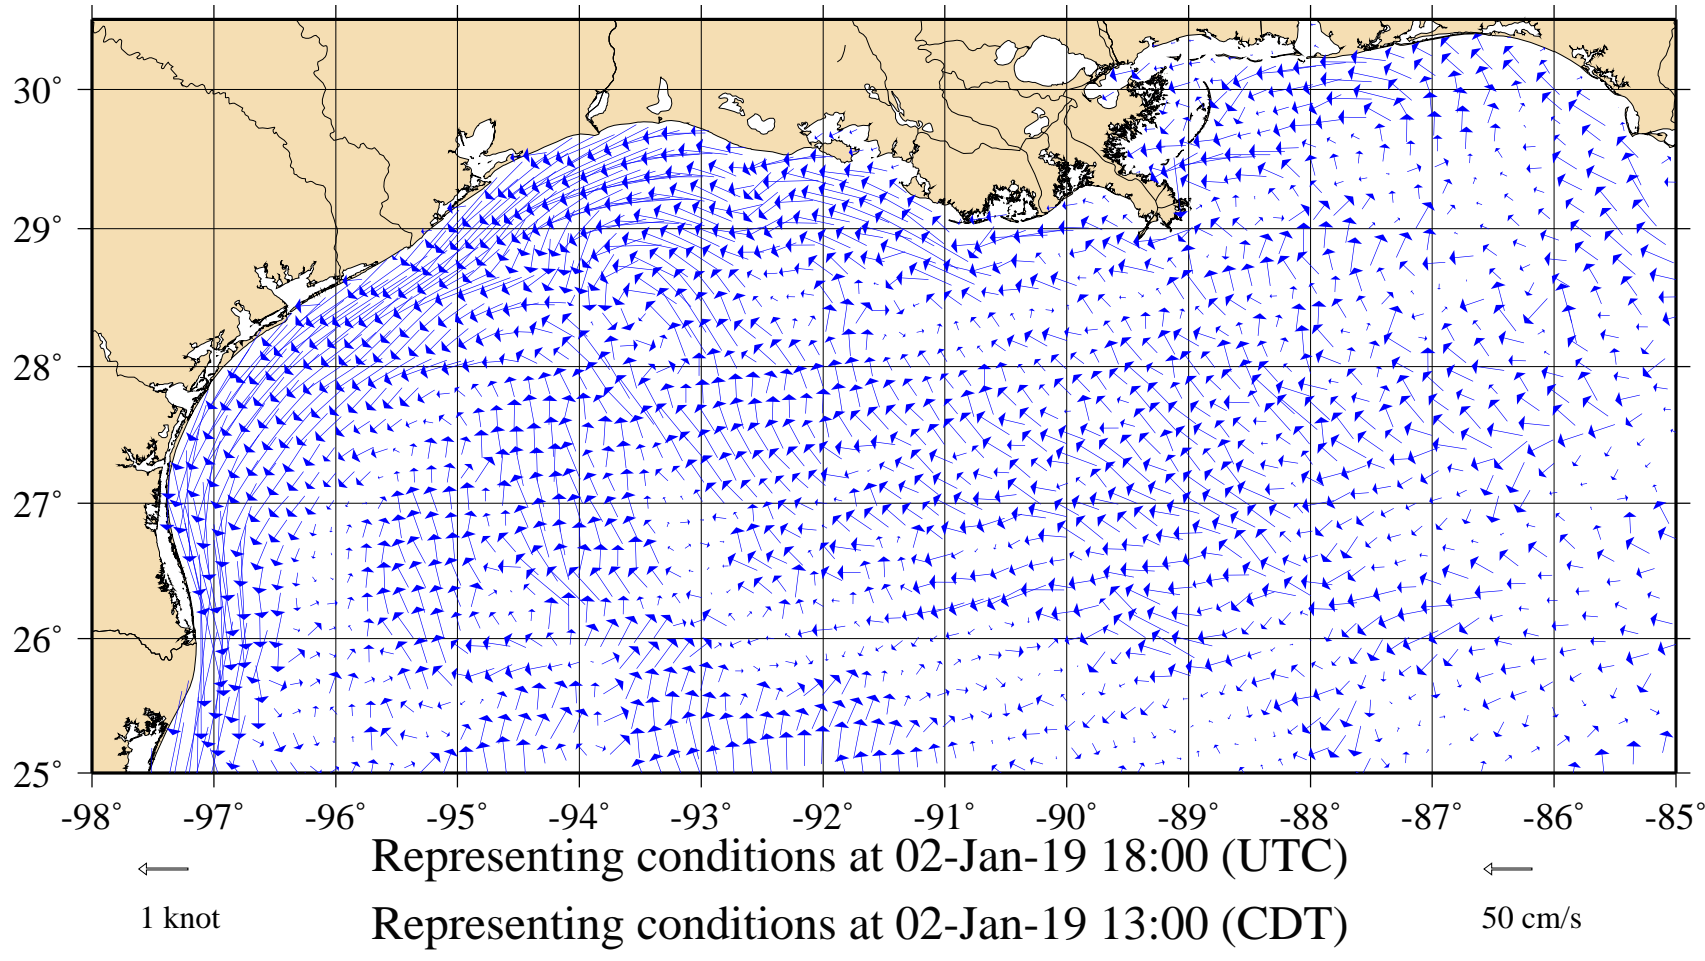 30°
29°
28°
27°
26°
25°
-98° -97° -96° -95° -94° -93° -92° -91° -90° -89° -88° -87° -86° -85°
Representing conditions at 02-Jan-19 18:00 (UTC)
1 knot
Representing conditions at 02-Jan-19 13:00 (CDT)
50 cm/s